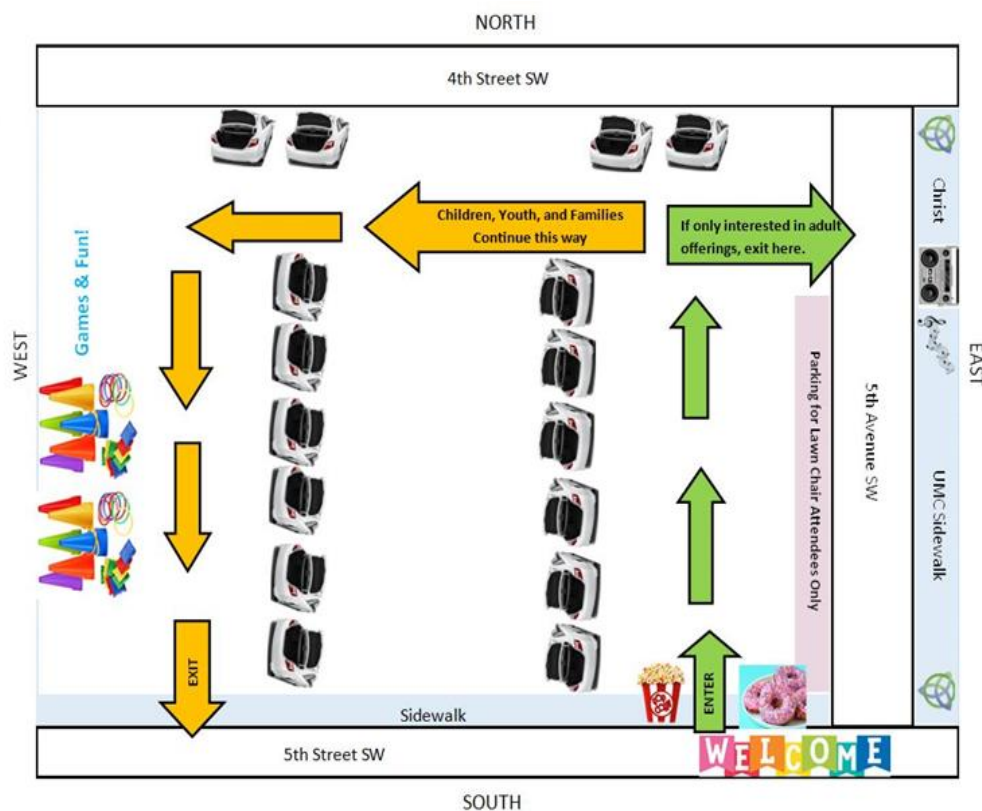 NORTH
4th Street SW
Children, Youth, and Families
Continue this way
If only interested in adult
offerings, exit here.
Christ
Games & Fun!
WEST
EAST
Parking for Lawn Chair Attendees Only
5th Avenue SW
UMC Sidewalk
EXIT
ENTER
Sidewalk
5th Street SW
WELCOME
SOUTH